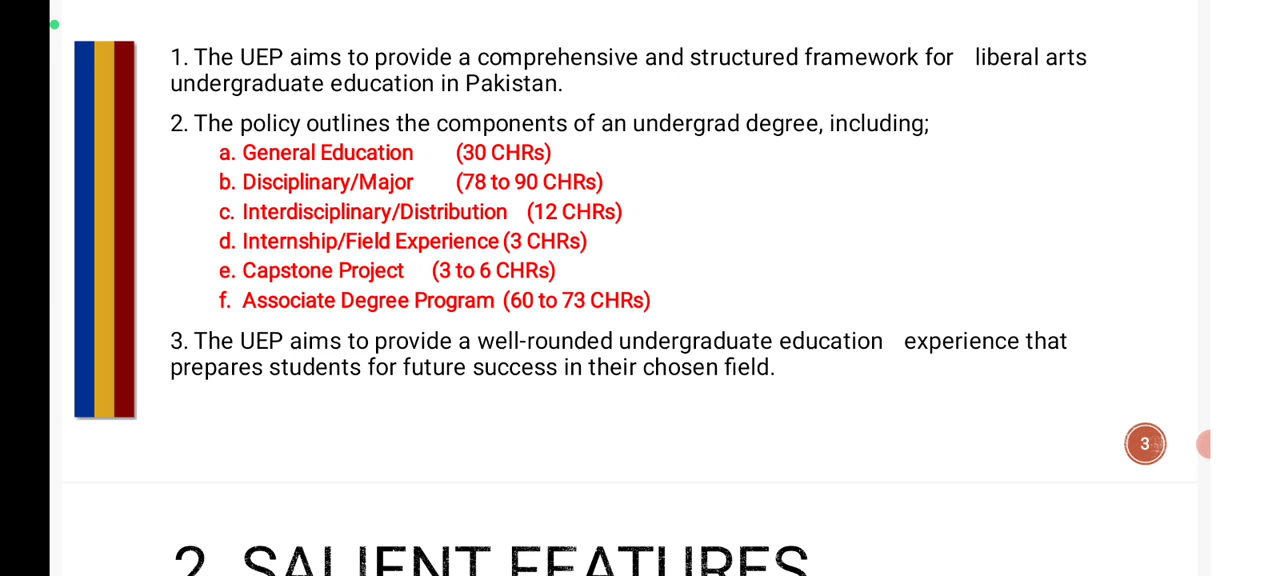 1. The UEP aims to provide a comprehensive and structured framework for liberal arts
undergraduate education in Pakistan.
2. The policy outlines the components of an undergrad degree, including;
a. General Education (30 CHRs)
b. Disciplinary/Major (78 to 90 CHRs)
c. Interdisciplinary/Distribution (12 CHRs)
d. Internship/Field Experience (3 CHRs)
e. Capstone Project (3 to 6 CHRs)
f. Associate Degree Program (60 to 73 CHRs)
3. The UEP aims to provide a well-rounded undergraduate education experience that
prepares students for future success in their chosen field.
3
2. SALIENT FEATURES